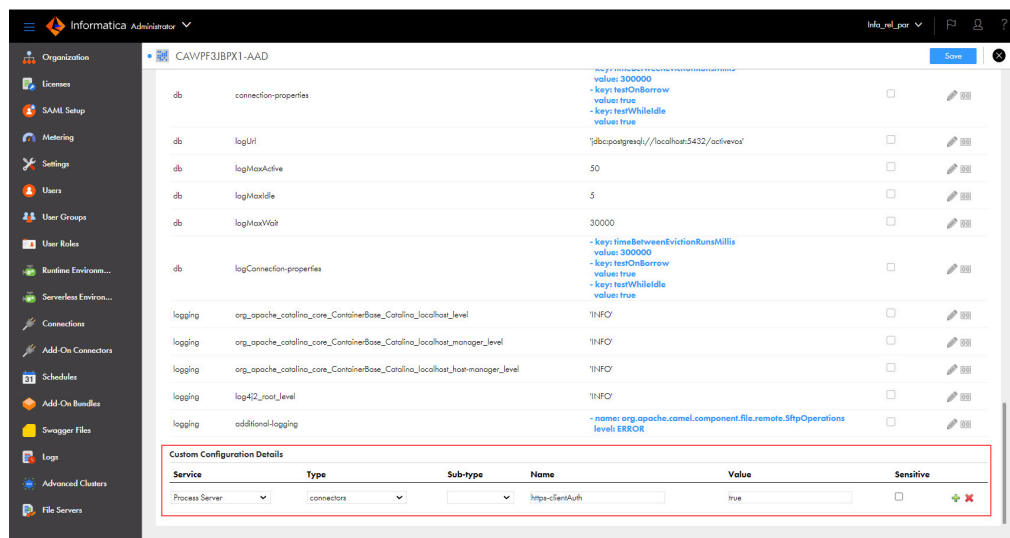 Informatica Administrator
Info_rel_par
?
Organization
CAWPF3JBPX1-AAD
Save
Licenses
SAML Setup
Metering
Settings
Users
User Groups
User Roles
Runtime Environm...
Serverless Environ...
Connections
Add-On Connectors
31 Schedules
Add-On Bundles
Swagger Files
Logs
Advanced Clusters
File Servers
- key: timeBetweenEvictionRunsMillis
value: 300000
- key: testOnBorrow
value: true
- key: testWhileIdle
value: true
db connection-properties
db logUrl 'jdbc:postgresql://localhost:5432/activevos'
db logMaxActive 50
db logMaxIdle 5
db logMaxWait 30000
- key: timeBetweenEvictionRunsMillis
value: 300000
- key: testOnBorrow
value: true
- key: testWhileIdle
value: true
db logConnection-properties
logging org_apache_catalina_core_ContainerBase_Catalina_localhost_level 'INFO'
logging org_apache_catalina_core_ContainerBase_Catalina_localhost_manager_level 'INFO'
logging org_apache_catalina_core_ContainerBase_Catalina_localhost_host-manager_level 'INFO'
logging log4j2_root_level 'INFO'
logging additional-logging - name: org.apache.camel.component.file.remote.SftpOperations
level: ERROR
Custom Configuration Details
Service Type Sub-type Name Value Sensitive
Process Server connectors https-clientAuth true